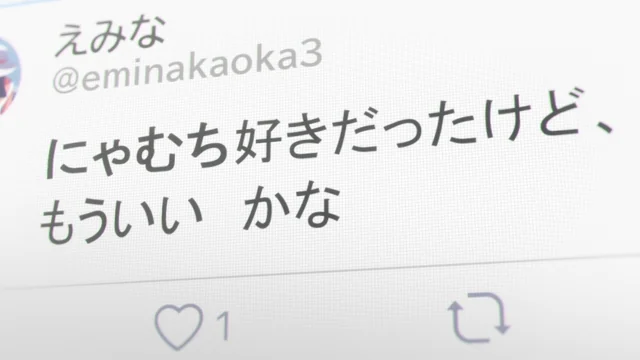 えみな
@eminakaoka3
にゃむち好きだったけど、
もういい　かな
1